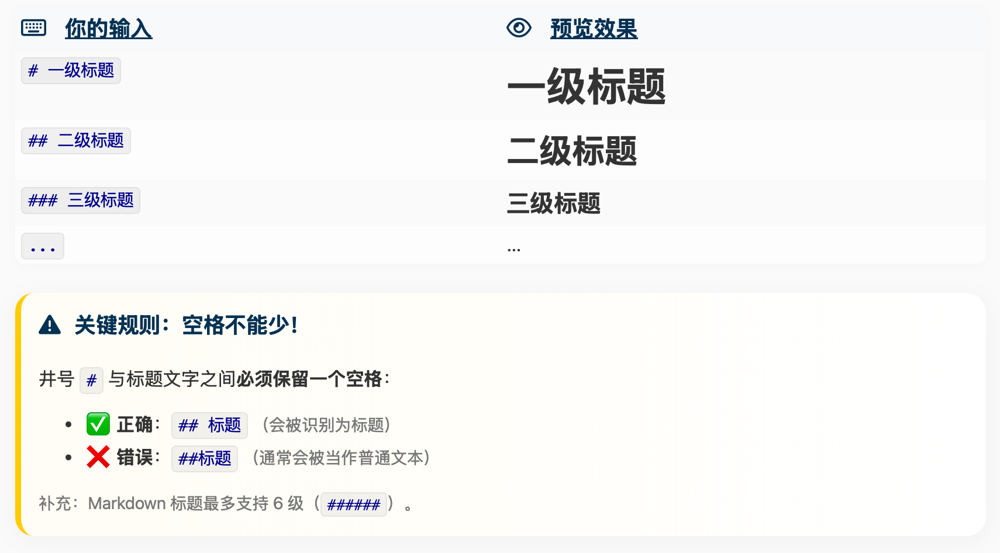 你的输入 预览效果
# 一级标题 一级标题
## 二级标题 二级标题
### 三级标题 三级标题
... ...
关键规则：空格不能少！
井号 # 与标题文字之间必须保留一个空格：
• ✅ 正确： ## 标题 （会被识别为标题）
• ❌ 错误： ##标题 （通常会被当作普通文本）
补充：Markdown 标题最多支持 6 级（######）。